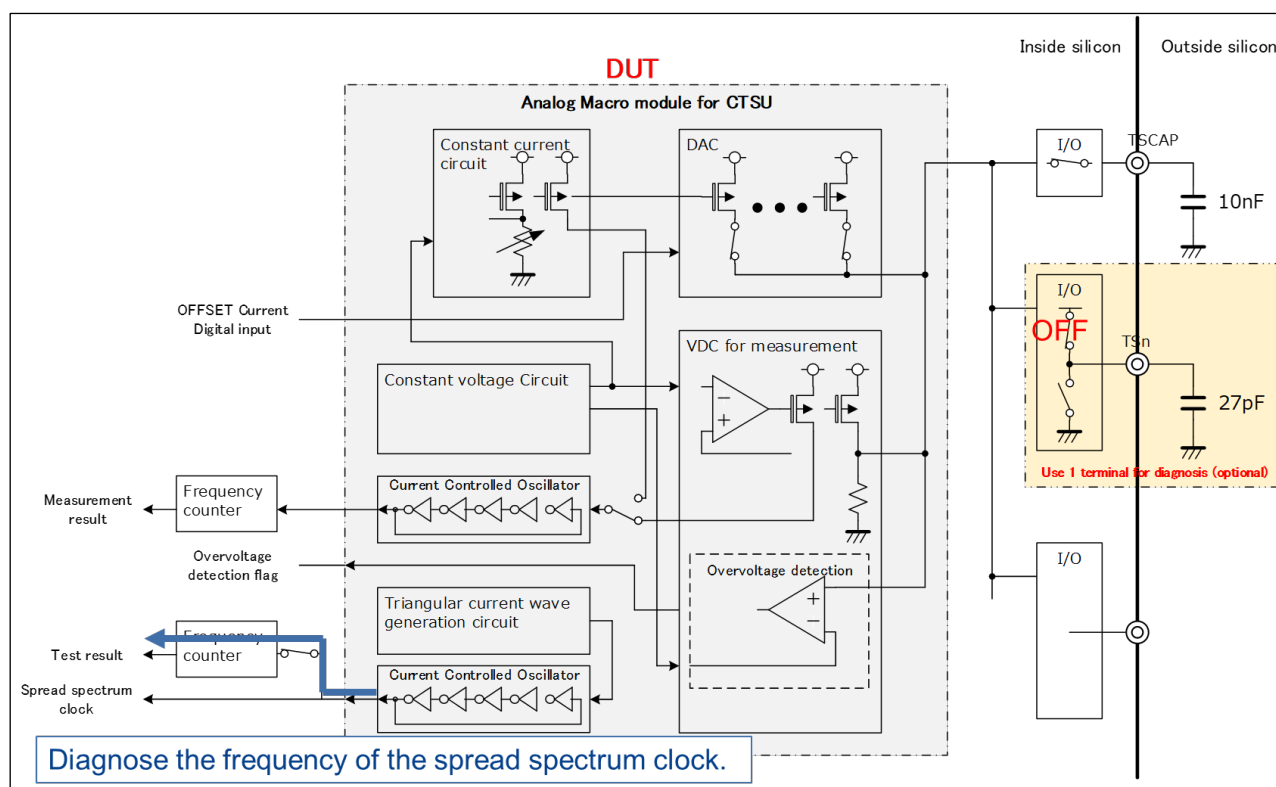 Inside silicon
Outside silicon
DUT
Analog Macro module for CTSU
Constant current
circuit
DAC
I/O
TSCAP
10nF
OFFSET Current
Digital input
I/O
OFF
TSn
27pF
Use 1 terminal for diagnosis (optional)
Constant voltage Circuit
VDC for measurement
Measurement
result
Frequency
counter
Current Controlled Oscillator
Overvoltage
detection flag
Overvoltage detection
I/O
Triangular current wave
generation circuit
Test result
Frequency
counter
Current Controlled Oscillator
Spread spectrum
clock
Diagnose the frequency of the spread spectrum clock.